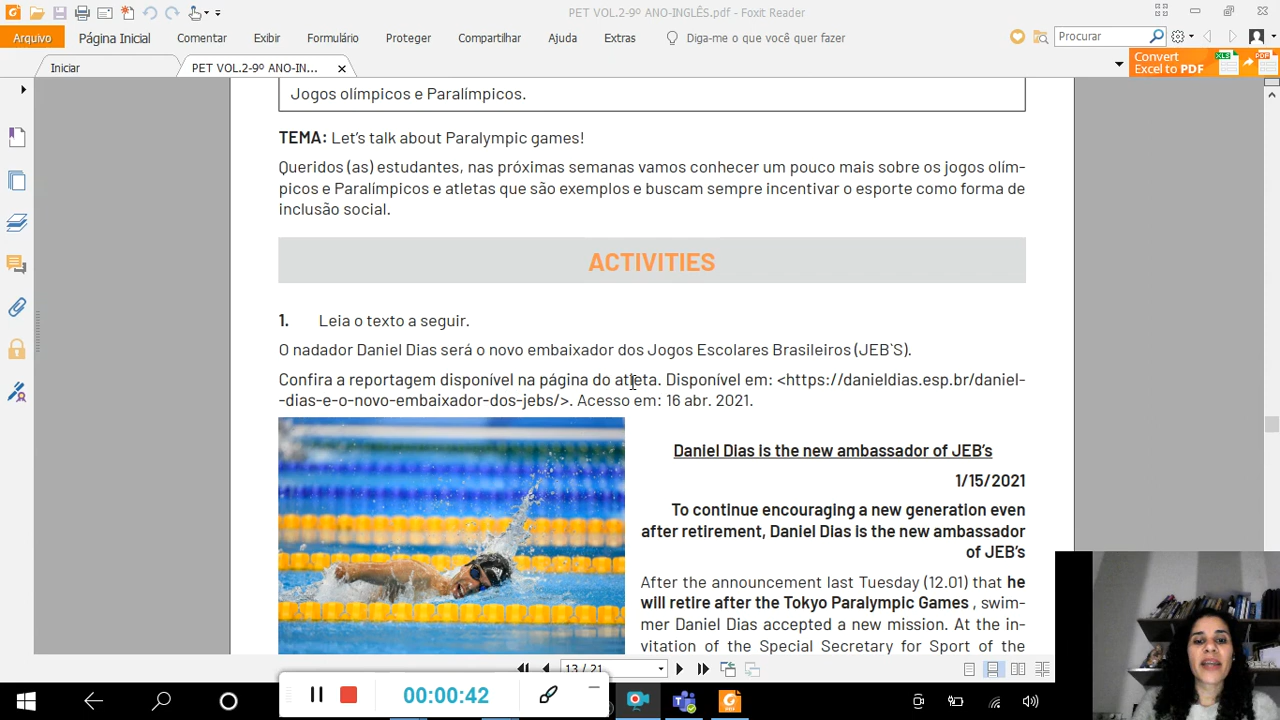 PET VOL.2-9º ANO-INGLÊS.pdf - Foxit Reader
Arquivo Página Inicial Comentar Exibir Formulário Proteger Compartilhar Ajuda Extras Diga-me o que você quer fazer Procurar
Iniciar PET VOL.2-9º ANO-IN... Convert
Excel to PDF
Jogos olímpicos e Paralímpicos.
TEMA: Let's talk about Paralympic games!
Queridos (as) estudantes, nas próximas semanas vamos conhecer um pouco mais sobre os jogos olím-
picos e Paralímpicos e atletas que são exemplos e buscam sempre incentivar o esporte como forma de
inclusão social.
ACTIVITIES
1. Leia o texto a seguir.
O nadador Daniel Dias será o novo embaixador dos Jogos Escolares Brasileiros (JEB`S).
Confira a reportagem disponível na página do atleta. Disponível em: <https://danieldias.esp.br/daniel-
-dias-e-o-novo-embaixador-dos-jebs/>. Acesso em: 16 abr. 2021.
Daniel Dias is the new ambassador of JEB's
1/15/2021
To continue encouraging a new generation even
after retirement, Daniel Dias is the new ambassador
of JEB's
After the announcement last Tuesday (12.01) that he
will retire after the Tokyo Paralympic Games , swim-
mer Daniel Dias accepted a new mission. At the in-
vitation of the Special Secretary for Sport of the
13 / 21
00:00:42